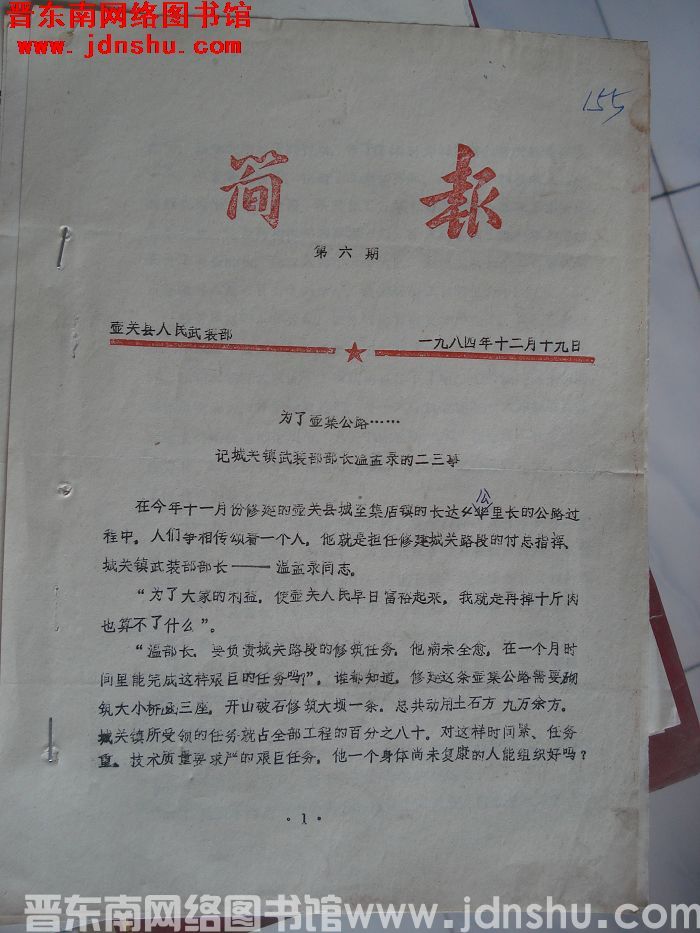 晋东南网络图书馆
www.jdnshu.com
155
简报
第六期
壶关县人民武装部
一九八四年十二月十九日
为了壶集公路……
记城关镇武装部部长温孟录的二三事
在今年十一月份修建的壶关县城至集店镇的长达公里长的公路过
程中。人们争相传颂着一个人。他就是担任修建城关路段的付总指挥、
城关镇武装部部长——温孟录同志。
“为了大家的利益，使壶关人民早日富裕起来，我就是再掉十斤肉
也算不了什么”。
“温部长，要负责城关路段的修筑任务，他病未全愈，在一个月时
间里能完成这种艰巨的任务吗？”，谁都知道，修建这条壶集公路需要砌
筑大小桥涵三座，开山破石修筑大坝一条，总共动用土石方 九万余方。
城关镇所受领的任务就占全部工程的百分之八十。对这样时间紧、任务
重、技术质量要求严的艰巨任务，他一个身体尚未复康的人能组织好吗？
·1·
晋东南网络图书馆www.jdnshu.com